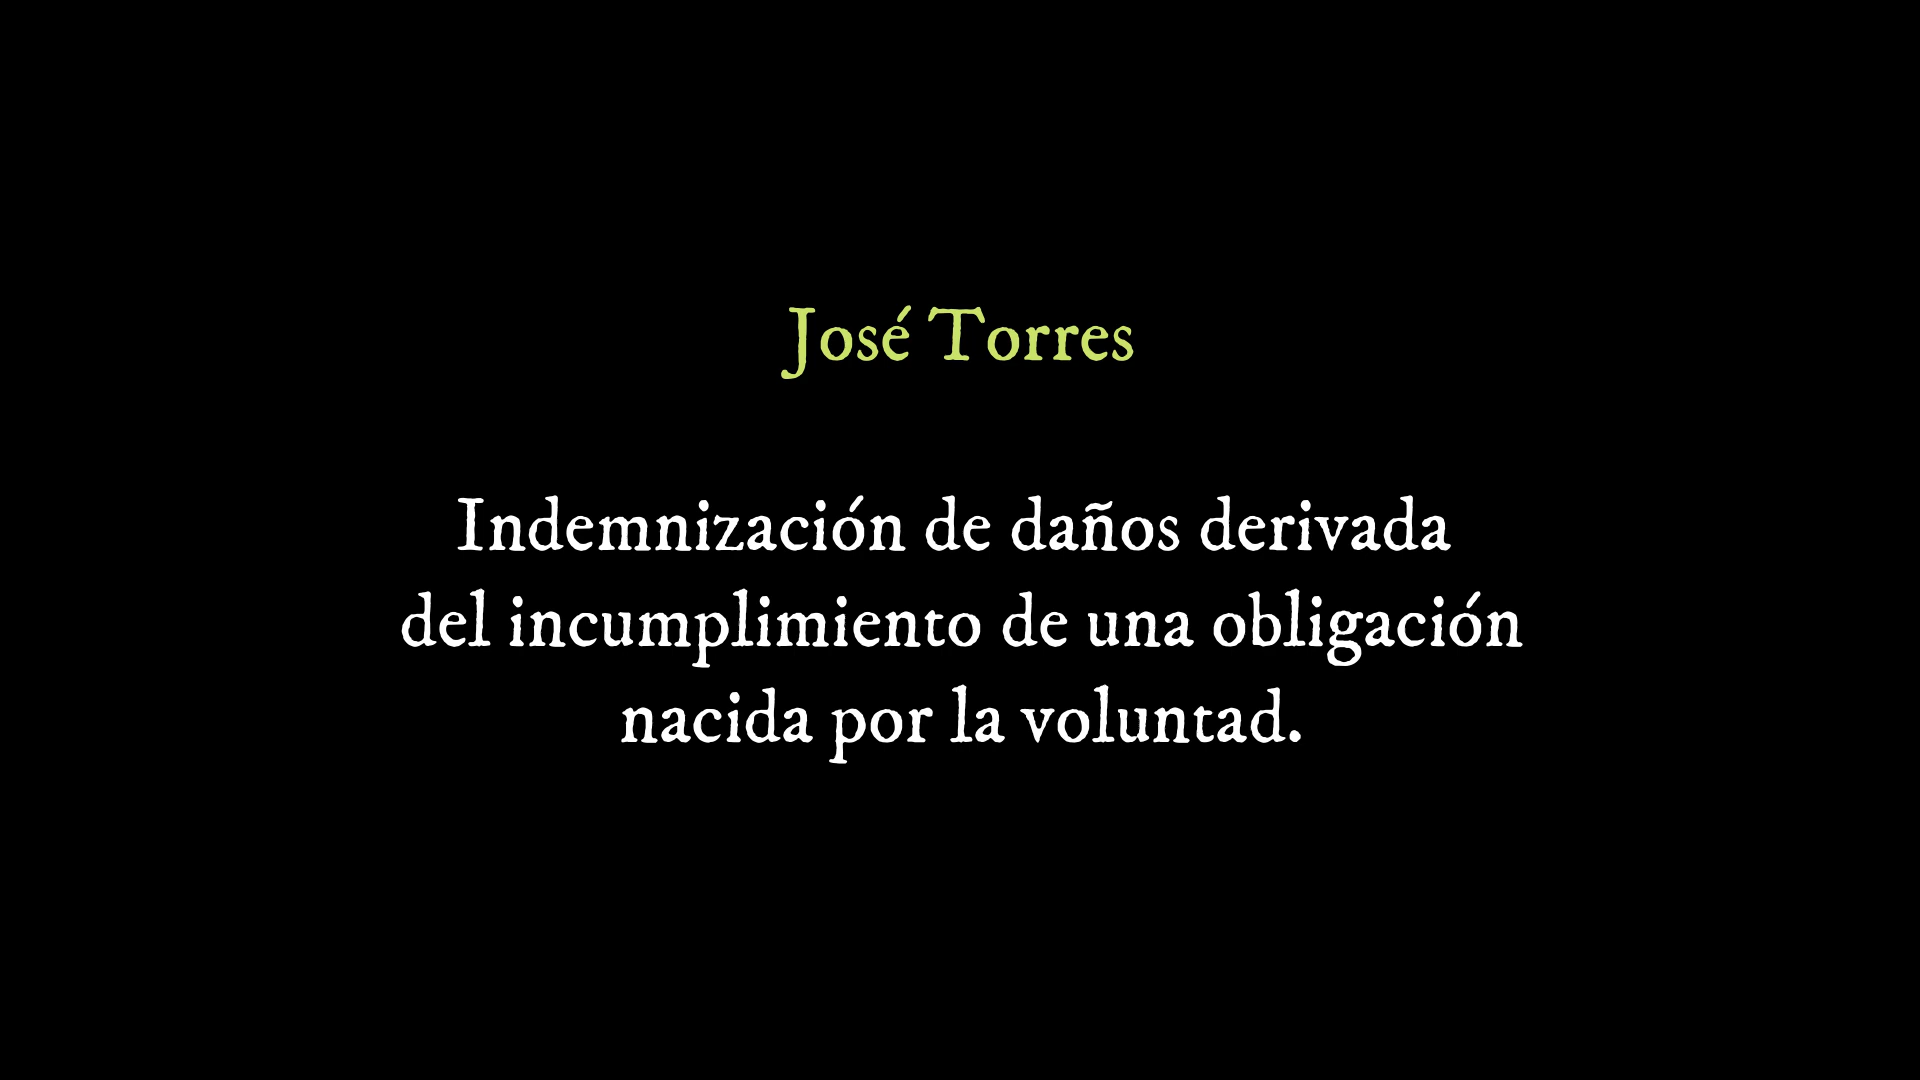 José Torres
Indemnización de daños derivada
del incumplimiento de una obligación
nacida por la voluntad.